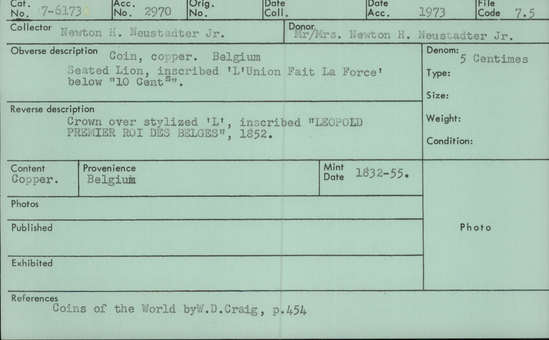 Cat. No. 7-6173 Acc. No. 2970 Orig. No. Date Coll. Date Acc. 1973 File Code 7.5
Collector Newton H. Neustadter Jr. Donor Mr/Mrs. Newton H. Neustadter Jr.
Obverse description Coin, copper. Belgium
Seated Lion, inscribed 'L'Union Fait La Force'
below "10 Cents".
Denom: 5 Centimes
Type:
Size:
Weight:
Condition:
Reverse description
Crown over stylized 'L', inscribed "LEOPOLD
PREMIER ROI DES BELGES", 1852.
Content Copper.
Provenience Belgium
Mint Date 1832-55.
Photos
Published
Exhibited
Photo
References
Coins of the World byW.D.Craig, p.454